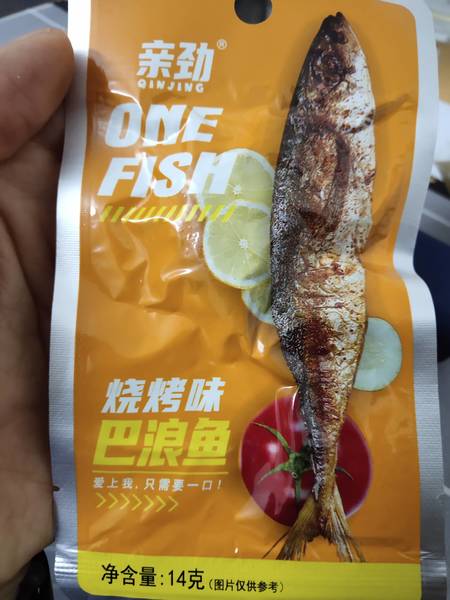 亲劲®
QINJING
ONE
FISH
烧烤味
巴浪鱼
爱上我，只需要一口！
净含量：14克(图片仅供参考)